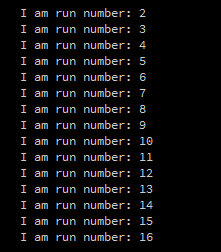 I am run number: 2
I am run number: 3
I am run number: 4
I am run number: 5
I am run number: 6
I am run number: 7
I am run number: 8
I am run number: 9
I am run number: 10
I am run number: 11
I am run number: 12
I am run number: 13
I am run number: 14
I am run number: 15
I am run number: 16